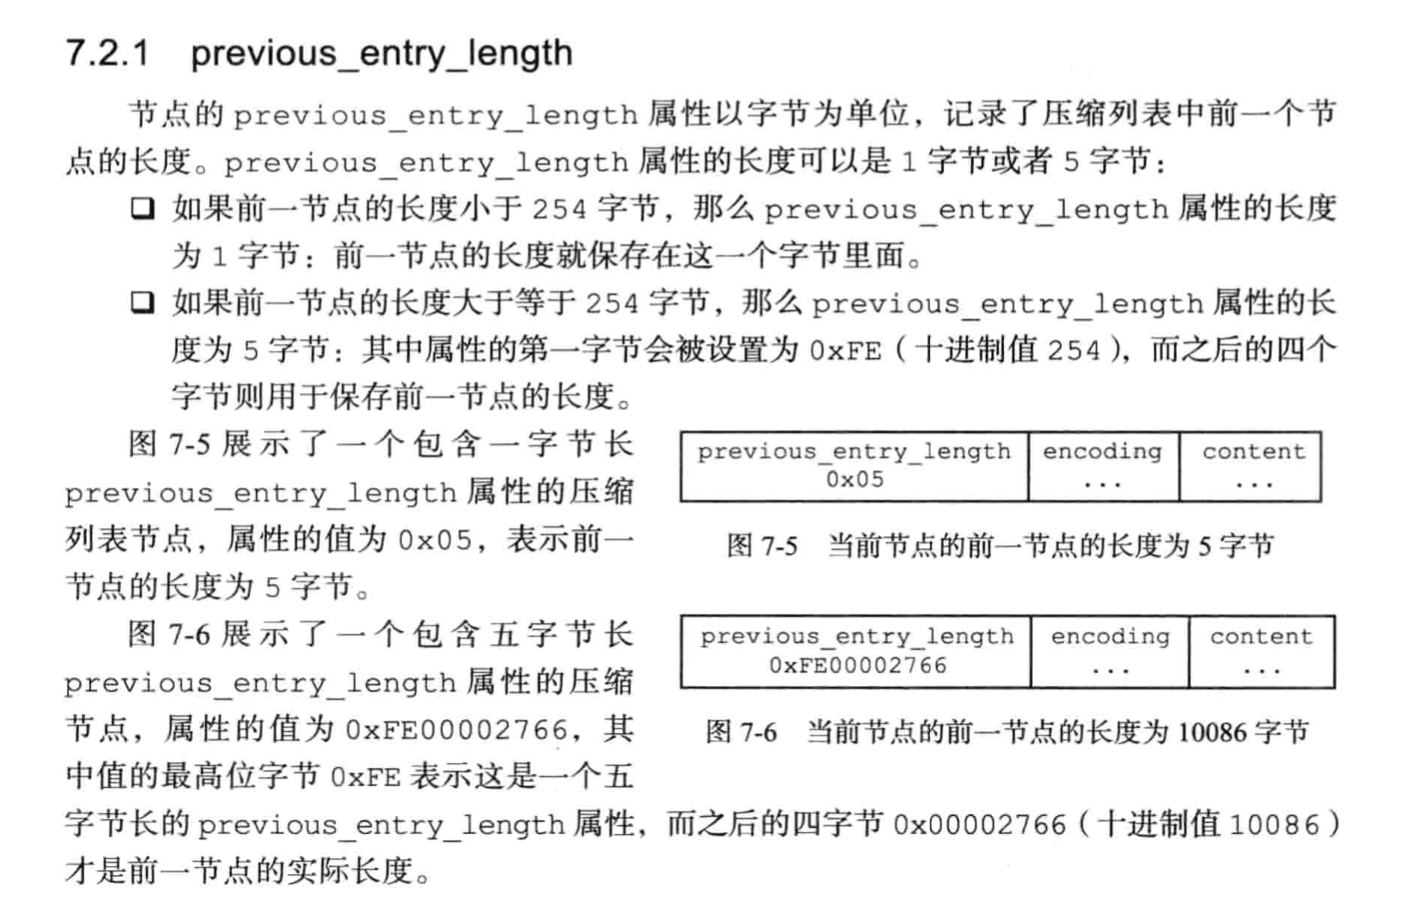 7.2.1 previous_entry_length
节点的 previous_entry_length 属性以字节为单位，记录了压缩列表中前一个节
点的长度。previous_entry_length 属性的长度可以是 1 字节或者 5 字节：
❑ 如果前一节点的长度小于 254 字节，那么 previous_entry_length 属性的长度
为 1 字节：前一节点的长度就保存在这一个字节里面。
❑ 如果前一节点的长度大于等于 254 字节，那么 previous_entry_length 属性的长
度为 5 字节：其中属性的第一字节会被设置为 0xFE（十进制值 254），而之后的四个
字节则用于保存前一节点的长度。
图 7-5 展示了一个包含一字节长
previous_entry_length 属性的压缩
列表节点，属性的值为 0x05，表示前一
节点的长度为 5 字节。
previous_entry_length encoding content
0x05 ... ...
图 7-5 当前节点的前一节点的长度为 5 字节
图 7-6 展示了一个包含五字节长
previous_entry_length 属性的压缩
节点，属性的值为 0xFE00002766，其
中值的最高位字节 0xFE 表示这是一个五
previous_entry_length encoding content
0xFE00002766 ... ...
图 7-6 当前节点的前一节点的长度为 10086 字节
字节长的 previous_entry_length 属性，而之后的四字节 0x00002766（十进制值 10086）
才是前一节点的实际长度。